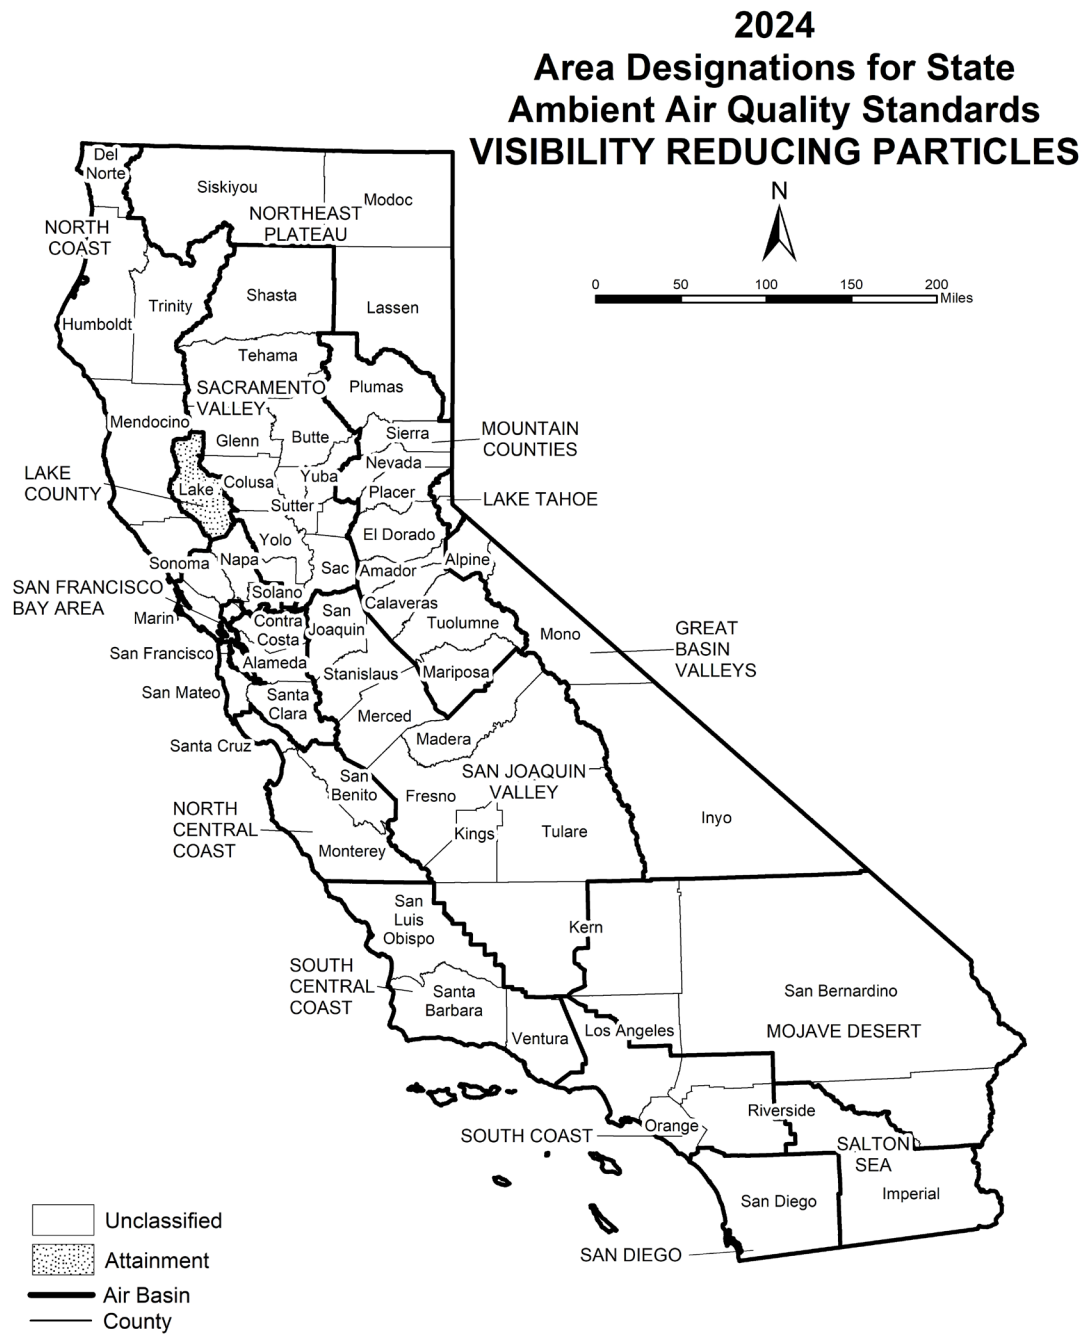 2024
Area Designations for State
Ambient Air Quality Standards
VISIBILITY REDUCING PARTICLES
N
0 50 100 150 200
Miles
Del
Norte
Siskiyou
Modoc
NORTHEAST
PLATEAU
NORTH
COAST
Shasta
Lassen
Trinity
Humboldt
Tehama
Plumas
SACRAMENTO
VALLEY
Mendocino
Glenn
Butte
Sierra
MOUNTAIN
COUNTIES
Nevada
LAKE
COUNTY
Lake
Colusa
Yuba
Placer
LAKE TAHOE
Sutter
Yolo
El Dorado
Sonoma
Napa
Sac
Amador
Alpine
SAN FRANCISCO
BAY AREA
Solano
Marin
Contra
Costa
San
Joaquin
Calaveras
Tuolumne
Mono
GREAT
BASIN
VALLEYS
San Francisco
Alameda
Stanislaus
Mariposa
San Mateo
Santa
Clara
Merced
Santa Cruz
Madera
San
Benito
Fresno
SAN JOAQUIN
VALLEY
NORTH
CENTRAL
COAST
Kings
Tulare
Inyo
Monterey
San
Luis
Obispo
Kern
SOUTH
CENTRAL
COAST
Santa
Barbara
San Bernardino
Ventura
Los Angeles
MOJAVE DESERT
Riverside
Orange
SOUTH COAST
SALTON
SEA
San Diego
Imperial
SAN DIEGO
Unclassified
Attainment
Air Basin
County